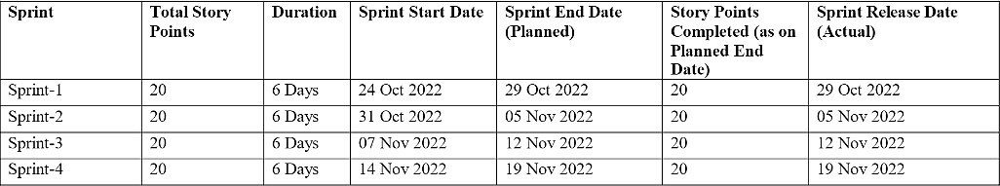 Sprint | Total Story Points | Duration | Sprint Start Date | Sprint End Date (Planned) | Story Points Completed (as on Planned End Date) | Sprint Release Date (Actual)
Sprint-1 | 20 | 6 Days | 24 Oct 2022 | 29 Oct 2022 | 20 | 29 Oct 2022
Sprint-2 | 20 | 6 Days | 31 Oct 2022 | 05 Nov 2022 | 20 | 05 Nov 2022
Sprint-3 | 20 | 6 Days | 07 Nov 2022 | 12 Nov 2022 | 20 | 12 Nov 2022
Sprint-4 | 20 | 6 Days | 14 Nov 2022 | 19 Nov 2022 | 20 | 19 Nov 2022